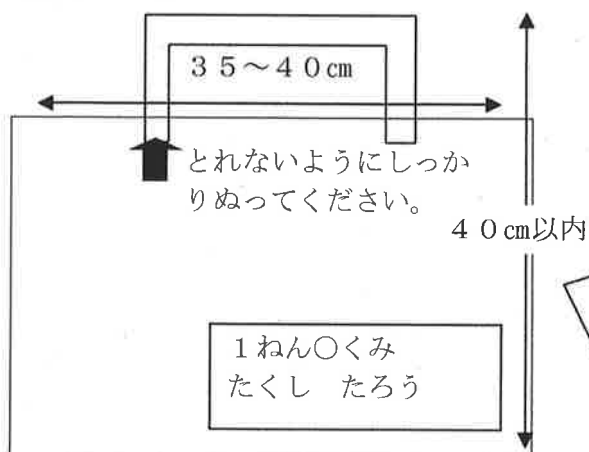 ３５～４０㎝
とれないようにしっか
りぬってください。
４０㎝以内
１ねん○くみ
たくし　たろう